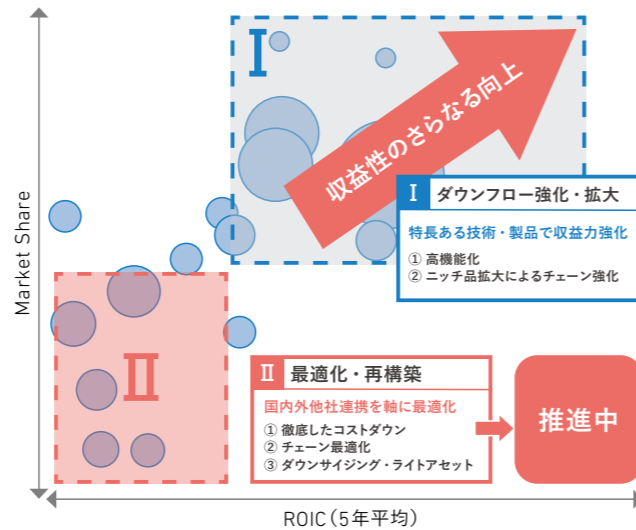 Market Share
Ⅰ
収益性のさらなる向上
Ⅰ ダウンフロー強化・拡大
特長ある技術・製品で収益力強化
① 高機能化
② ニッチ品拡大によるチェーン強化
Ⅱ
Ⅱ 最適化・再構築
国内外他社連携を軸に最適化
① 徹底したコストダウン
② チェーン最適化
③ ダウンサイジング・ライトアセット
推進中
ROIC（5年平均）